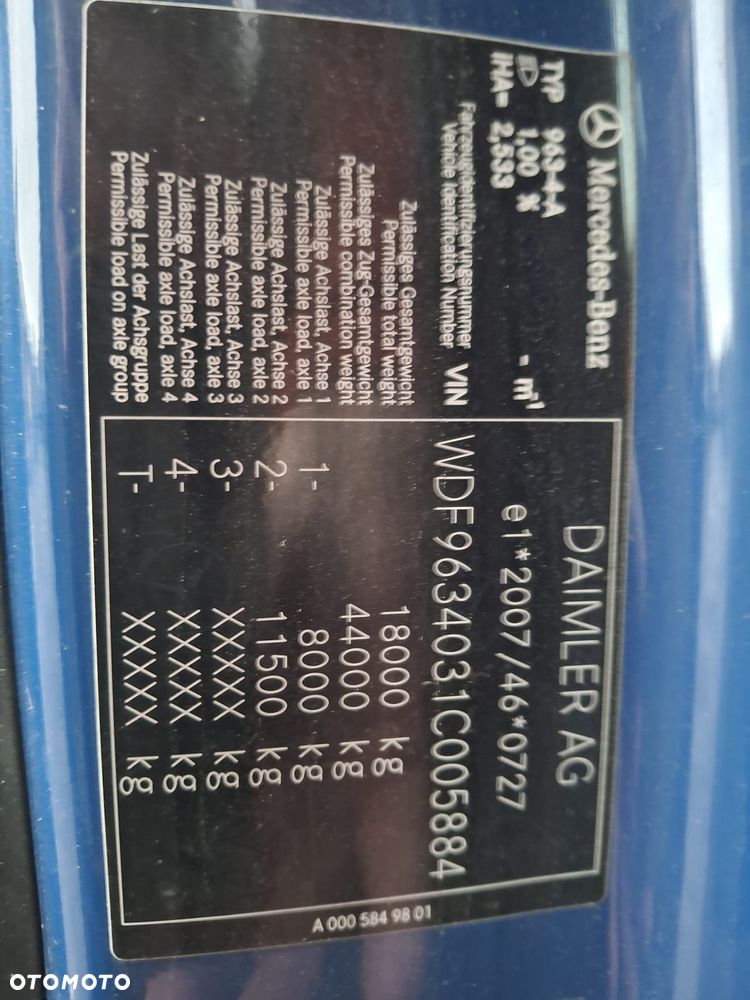 Mercedes-Benz
TYP 963-4-A
1,00 %
iHA= 2,533
- m⁻¹
DAIMLER AG
e1*2007/46*0727
Fahrzeugidentifizierungsnummer
Vehicle Identification Number VIN WDF9634031C005884
Zulässiges Gesamtgewicht
Permissible total weight 18000 kg
Zulässiges Zug-Gesamtgewicht
Permissible combination weight 44000 kg
Zulässige Achslast, Achse 1
Permissible axle load, axle 1 1- 8000 kg
Zulässige Achslast, Achse 2
Permissible axle load, axle 2 2- 11500 kg
Zulässige Achslast, Achse 3
Permissible axle load, axle 3 3- XXXXX kg
Zulässige Achslast, Achse 4
Permissible axle load, axle 4 4- XXXXX kg
Zulässige Last der Achsgruppe
Permissible load on axle group T- XXXXX kg
A 000 584 98 01
OTOMOTO